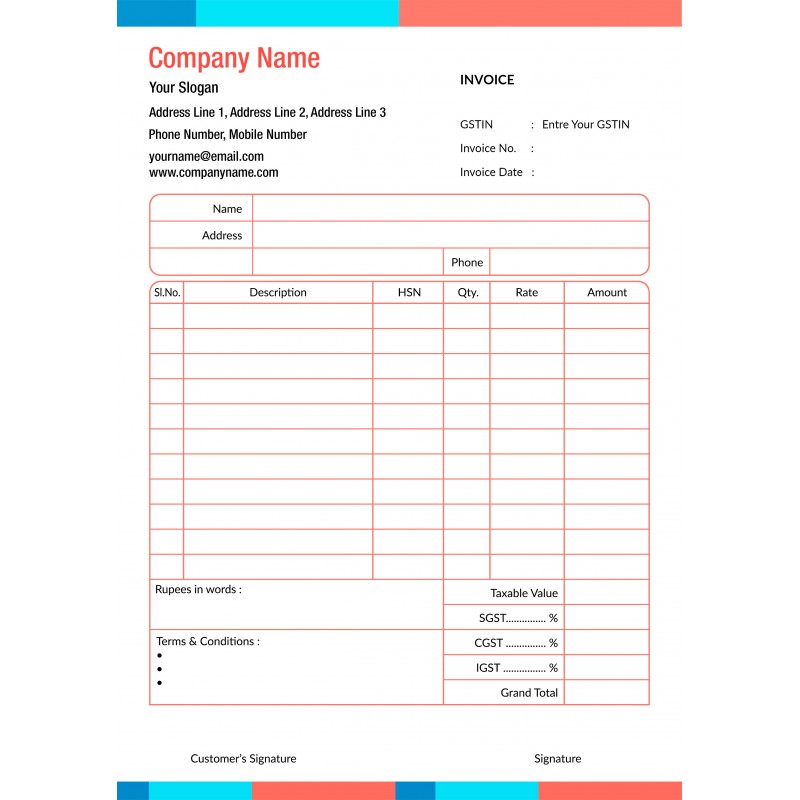 Company Name
Your Slogan
Address Line 1, Address Line 2, Address Line 3
Phone Number, Mobile Number
yourname@email.com
www.companyname.com
INVOICE
GSTIN : Entre Your GSTIN
Invoice No. :
Invoice Date :
Name
Address
Phone
Sl.No. Description HSN Qty. Rate Amount
Rupees in words :
Taxable Value
SGST.............. %
Terms & Conditions :
•
•
•
CGST .............. %
IGST ............... %
Grand Total
Customer's Signature Signature